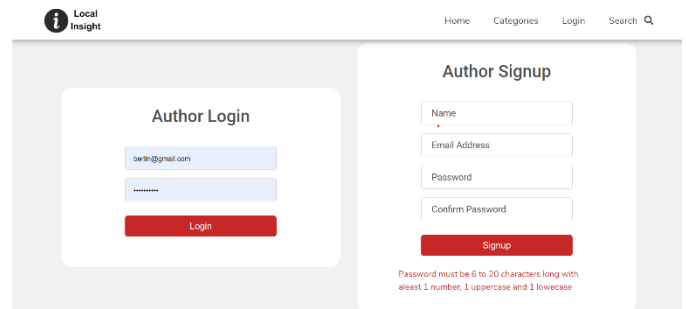 i Local
Insight
Home Categories Login Search
Author Login
berlin@gmail.com
••••••••••
Login
Author Signup
Name
Email Address
Password
Confirm Password
Signup
Password must be 6 to 20 characters long with
aleast 1 number, 1 uppercase and 1 lowecase